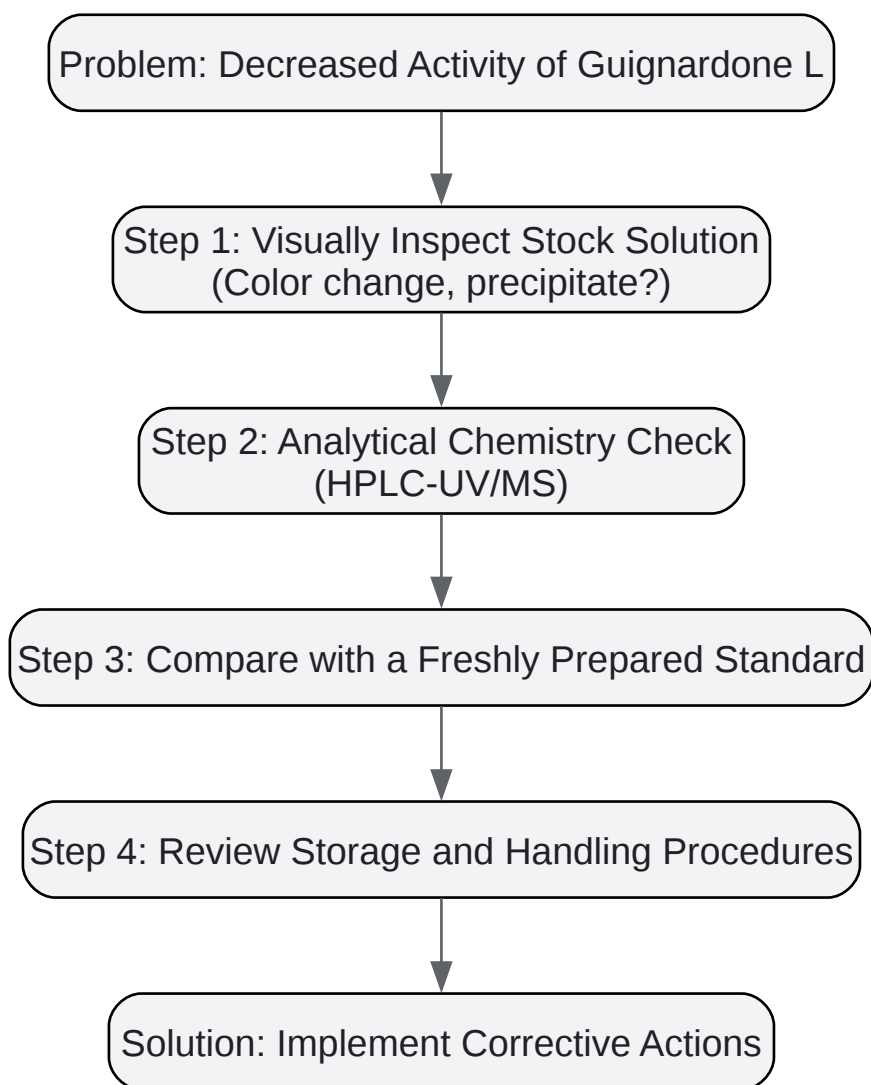 Problem: Decreased Activity of Guignardone L
Step 1: Visually Inspect Stock Solution
(Color change, precipitate?)
Step 2: Analytical Chemistry Check
(HPLC-UV/MS)
Step 3: Compare with a Freshly Prepared Standard
Step 4: Review Storage and Handling Procedures
Solution: Implement Corrective Actions